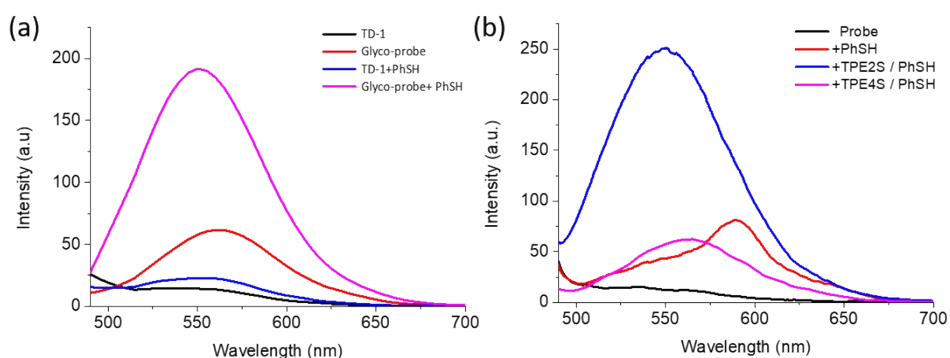 (a)
TD-1
Glyco-probe
TD-1+PhSH
Glyco-probe+ PhSH
200
150
100
50
0
Intensity (a.u)
500
550
600
650
700
Wavelength (nm)
(b)
Probe
+PhSH
+TPE2S / PhSH
+TPE4S / PhSH
250
200
150
100
50
0
Intensity (a.u.)
500
550
600
650
700
Wavelength (nm)